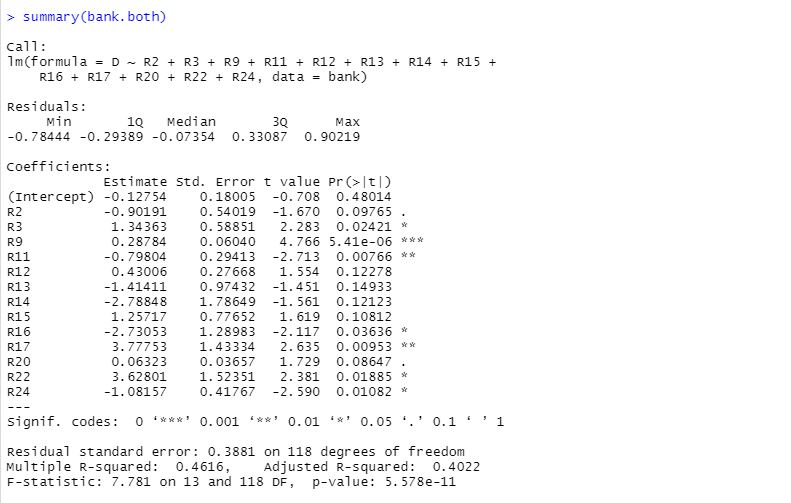 > summary(bank.both)
Call:
lm(formula = D ~ R2 + R3 + R9 + R11 + R12 + R13 + R14 + R15 +
    R16 + R17 + R20 + R22 + R24, data = bank)
Residuals:
     Min       1Q   Median       3Q      Max
-0.78444 -0.29389 -0.07354  0.33087  0.90219
Coefficients:
            Estimate Std. Error t value Pr(>|t|)
(Intercept) -0.12754    0.18005  -0.708  0.48014
R2          -0.90191    0.54019  -1.670  0.09765 .
R3           1.34363    0.58851   2.283  0.02421 *
R9           0.28784    0.06040   4.766 5.41e-06 ***
R11         -0.79804    0.29413  -2.713  0.00766 **
R12          0.43006    0.27668   1.554  0.12278
R13         -1.41411    0.97432  -1.451  0.14933
R14         -2.78848    1.78649  -1.561  0.12123
R15          1.25717    0.77652   1.619  0.10812
R16         -2.73053    1.28983  -2.117  0.03636 *
R17          3.77753    1.43334   2.635  0.00953 **
R20          0.06323    0.03657   1.729  0.08647 .
R22          3.62801    1.52351   2.381  0.01885 *
R24         -1.08157    0.41767  -2.590  0.01082 *
---
Signif. codes:  0 ‘***’ 0.001 ‘**’ 0.01 ‘*’ 0.05 ‘.’ 0.1 ‘ ’ 1
Residual standard error: 0.3881 on 118 degrees of freedom
Multiple R-squared:  0.4616,    Adjusted R-squared:  0.4022
F-statistic: 7.781 on 13 and 118 DF,  p-value: 5.578e-11